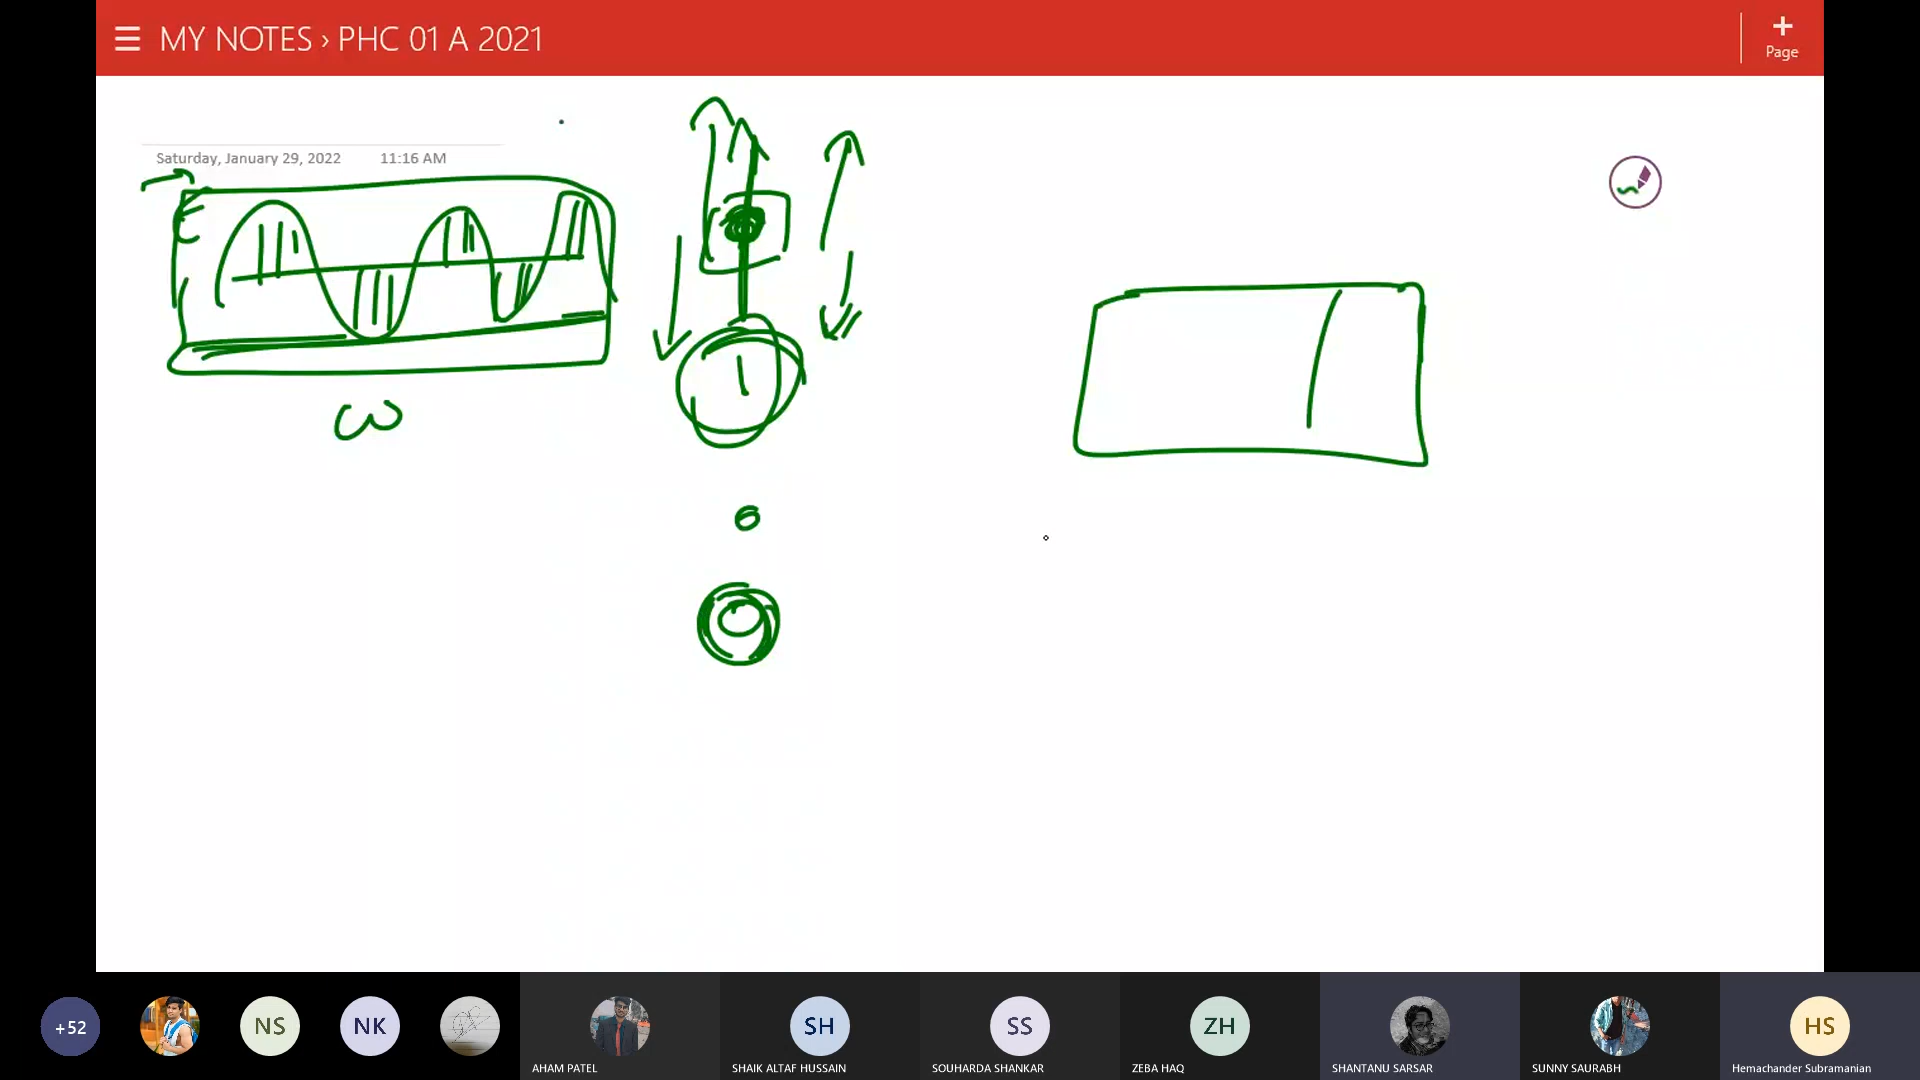 MY NOTES › PHC 01 A 2021
+
Page
Saturday, January 29, 2022 11:16 AM
E
ω
+52
NS
NK
SH
SS
ZH
HS
AHAM PATEL
SHAIK ALTAF HUSSAIN
SOUHARDA SHANKAR
ZEBA HAQ
SHANTANU SARSAR
SUNNY SAURABH
Hemachander Subramanian